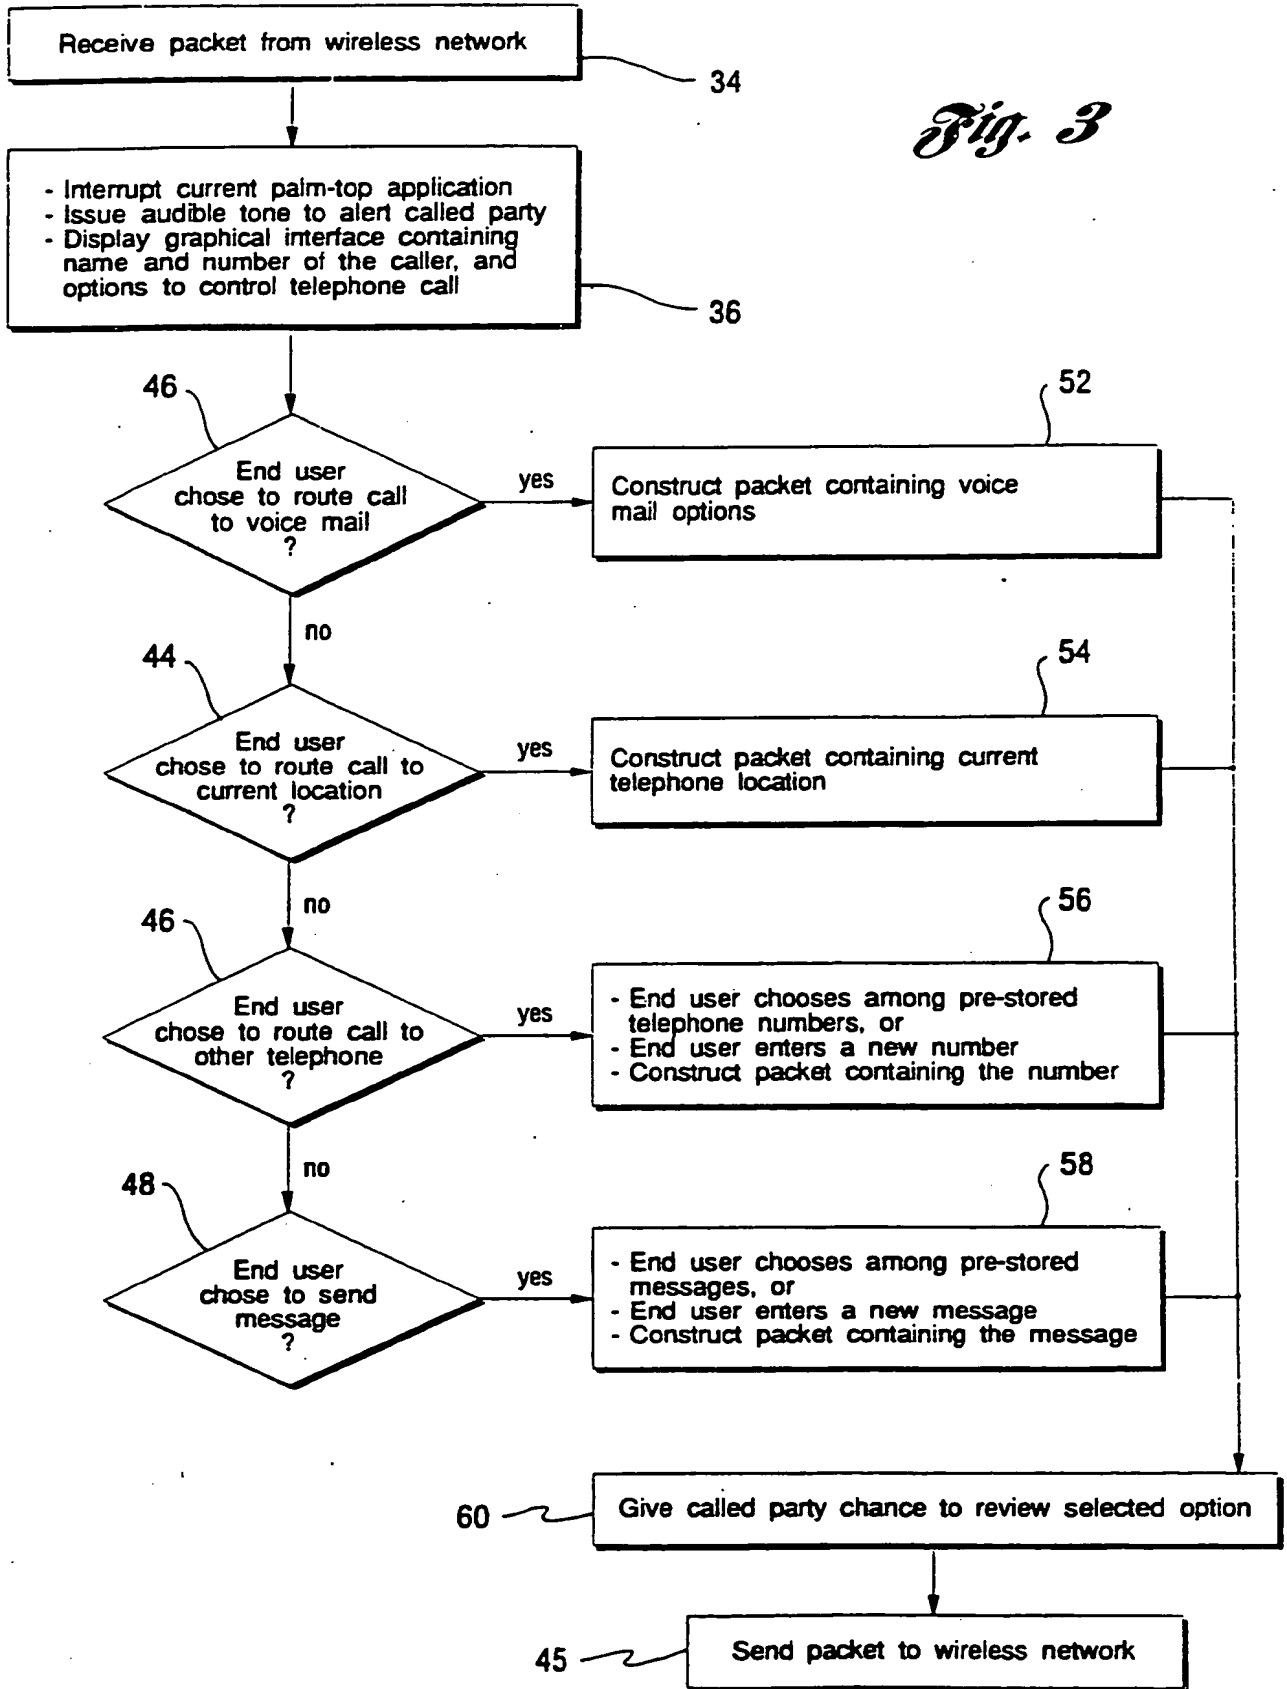 Receive packet from wireless network
34
Fig. 3
- Interrupt current palm-top application
- Issue audible tone to alert called party
- Display graphical interface containing
name and number of the caller, and
options to control telephone call
36
46
End user
chose to route call
to voice mail
?
yes
52
Construct packet containing voice
mail options
no
44
End user
chose to route call to
current location
?
yes
54
Construct packet containing current
telephone location
no
46
End user
chose to route call to
other telephone
?
yes
56
- End user chooses among pre-stored
telephone numbers, or
- End user enters a new number
- Construct packet containing the number
no
48
End user
chose to send
message
?
yes
58
- End user chooses among pre-stored
messages, or
- End user enters a new message
- Construct packet containing the message
60
Give called party chance to review selected option
45
Send packet to wireless network